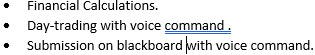 • Financial Calculations.
• Day-trading with voice command .
• Submission on blackboard with voice command.